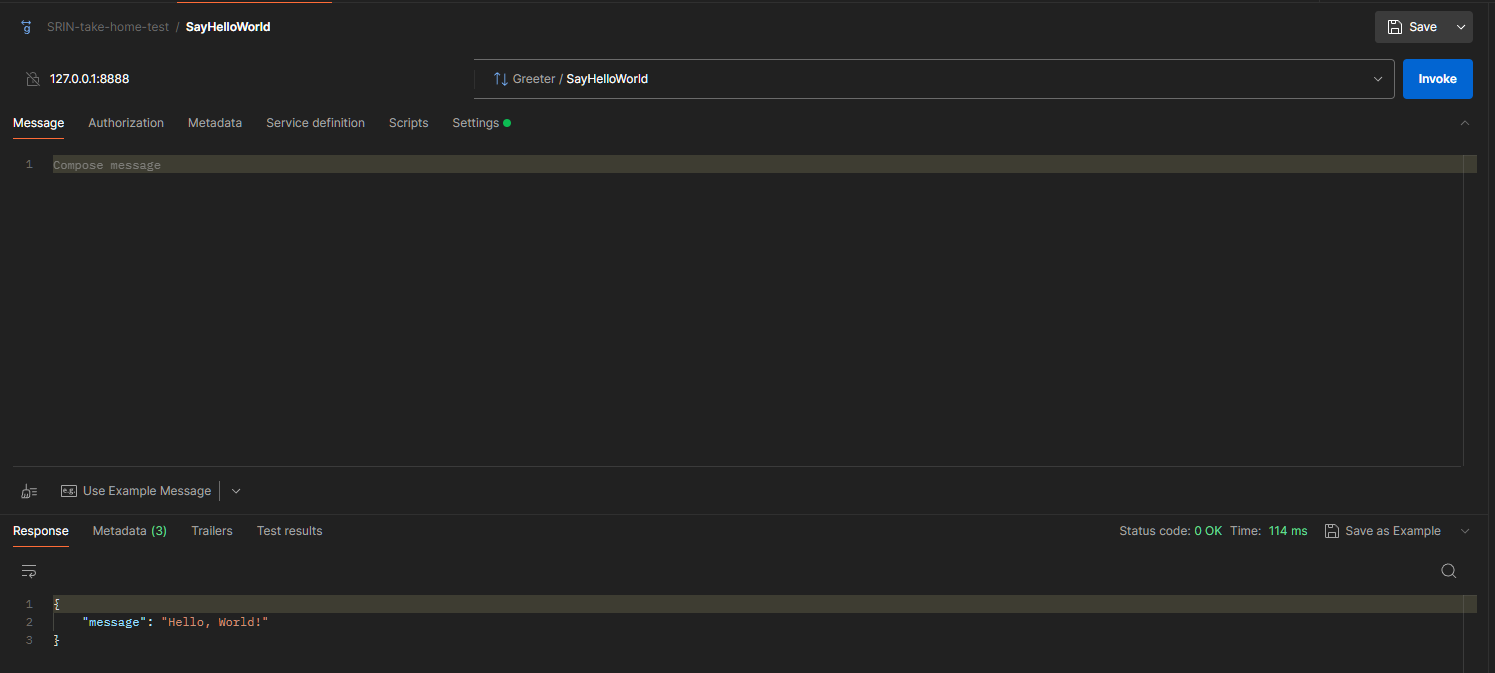 SRIN-take-home-test / SayHelloWorld
Save
127.0.0.1:8888
Greeter / SayHelloWorld
Invoke
Message Authorization Metadata Service definition Scripts Settings
1 Compose message
e.g. Use Example Message
Response Metadata (3) Trailers Test results Status code: 0 OK Time: 114 ms Save as Example
1 {
2 "message": "Hello, World!"
3 }